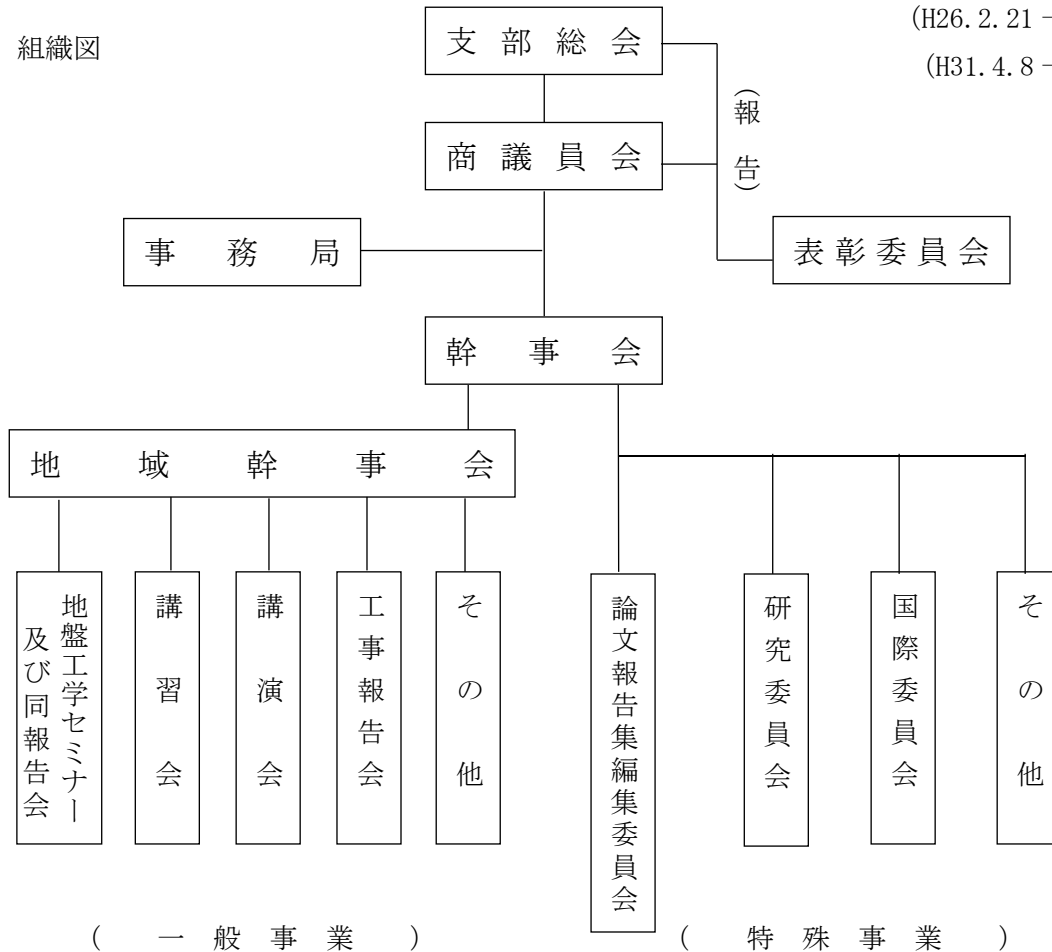 組織図
(H26.2.21－
(H31.4.8－
支部総会
(報告)
商議員会
事務局
表彰委員会
幹事会
地域幹事会
地盤工学セミナー
及び同報告会
講習会
講演会
工事報告会
その他
論文報告集編集委員会
研究委員会
国際委員会
その他
(一般事業)
(特殊事業)